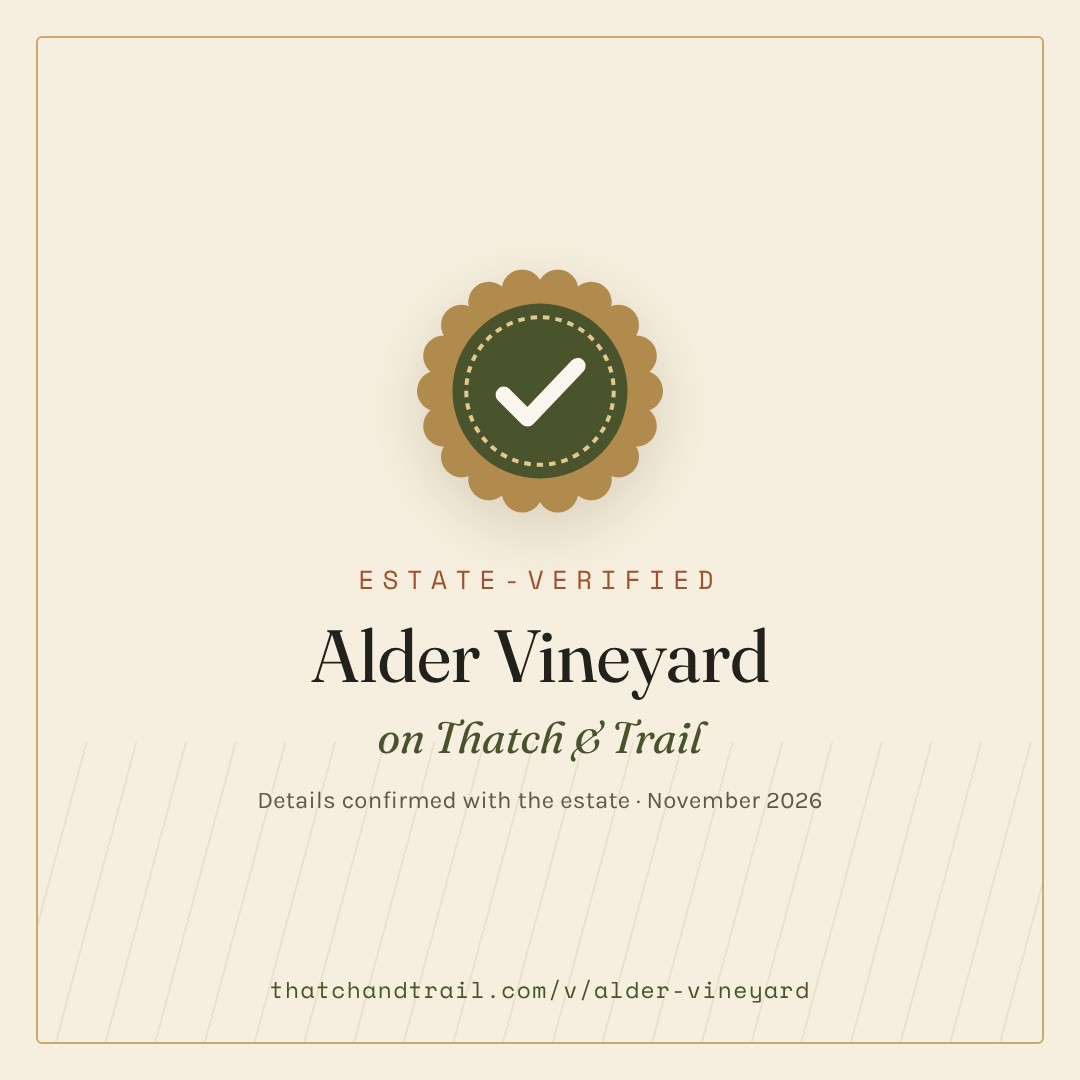 ESTATE-VERIFIED
Alder Vineyard
on Thatch & Trail
Details confirmed with the estate · November 2026
thatchandtrail.com/v/alder-vineyard